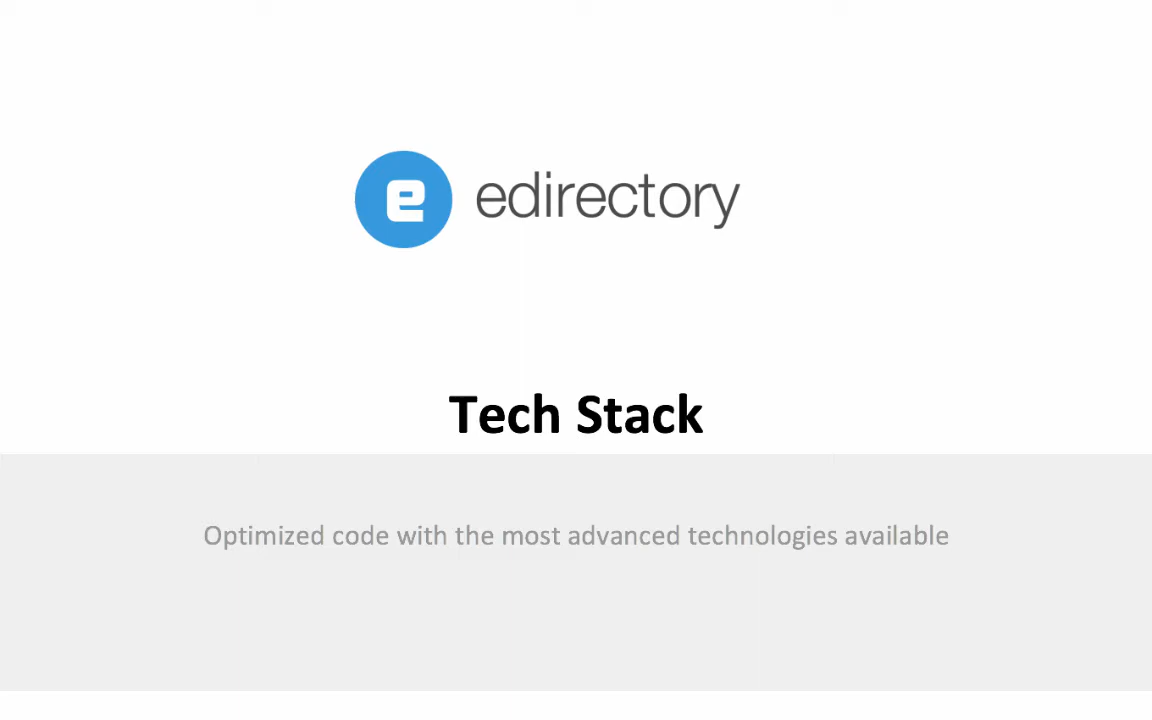 e edirectory
Tech Stack
Optimized code with the most advanced technologies available